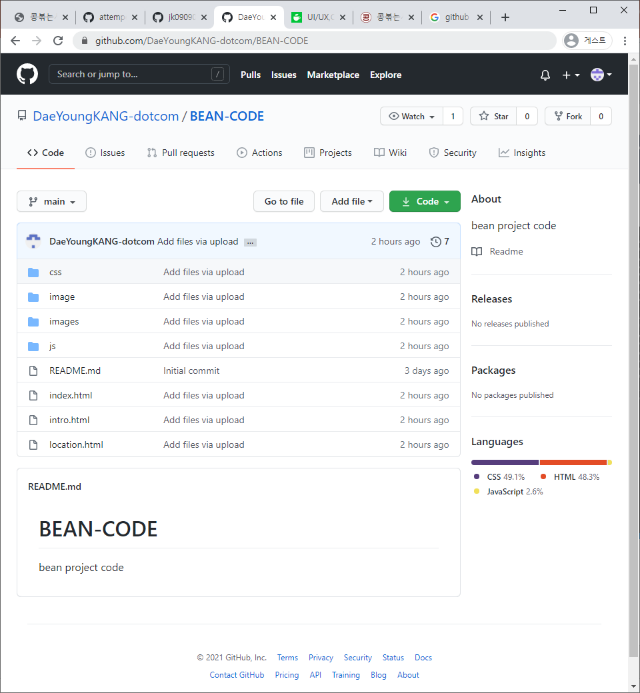 공볶는
attemp
jk0909
DaeYou
UI/UX,
공볶는
github
github.com/DaeYoungKANG-dotcom/BEAN-CODE
게스트
Search or jump to...
/
Pulls
Issues
Marketplace
Explore
DaeYoungKANG-dotcom / BEAN-CODE
Watch 1
Star 0
Fork 0
Code
Issues
Pull requests
Actions
Projects
Wiki
Security
Insights
main
Go to file
Add file
Code
DaeYoungKANG-dotcom Add files via upload ... 2 hours ago 7
css Add files via upload 2 hours ago
image Add files via upload 2 hours ago
images Add files via upload 2 hours ago
js Add files via upload 2 hours ago
README.md Initial commit 3 days ago
index.html Add files via upload 2 hours ago
intro.html Add files via upload 2 hours ago
location.html Add files via upload 2 hours ago
README.md
BEAN-CODE
bean project code
About
bean project code
Readme
Releases
No releases published
Packages
No packages published
Languages
CSS 49.1% HTML 48.3%
JavaScript 2.6%
© 2021 GitHub, Inc. Terms Privacy Security Status Docs
Contact GitHub Pricing API Training Blog About